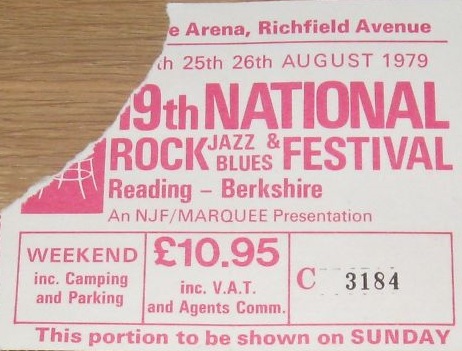 e Arena, Richfield Avenue
th 25th 26th AUGUST 1979
19th NATIONAL
ROCK JAZZ & BLUES FESTIVAL
Reading – Berkshire
An NJF/MARQUEE Presentation
WEEKEND
inc. Camping
and Parking
£10.95
inc. V.A.T.
and Agents Comm.
C 3184
This portion to be shown on SUNDAY